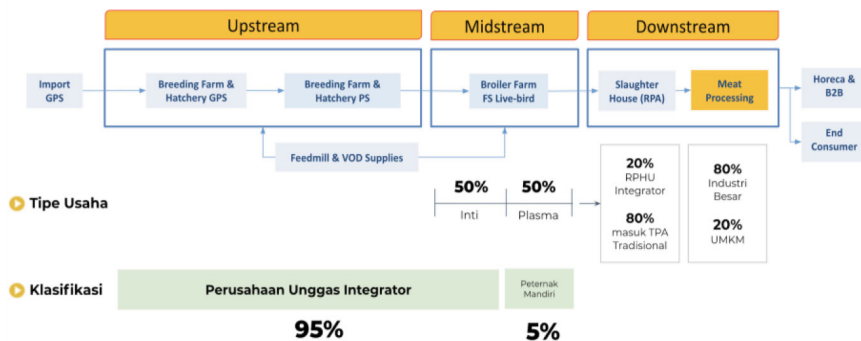 Upstream
Midstream
Downstream
Import
GPS
Breeding Farm &
Hatchery GPS
Breeding Farm &
Hatchery PS
Broiler Farm
FS Live-bird
Slaughter
House (RPA)
Meat
Processing
Horeca &
B2B
End
Consumer
Feedmill & VOD Supplies
Tipe Usaha
50%
Inti
50%
Plasma
20%
RPHU
Integrator
80%
masuk TPA
Tradisional
80%
Industri
Besar
20%
UMKM
Klasifikasi
Perusahaan Unggas Integrator
Peternak
Mandiri
95%
5%